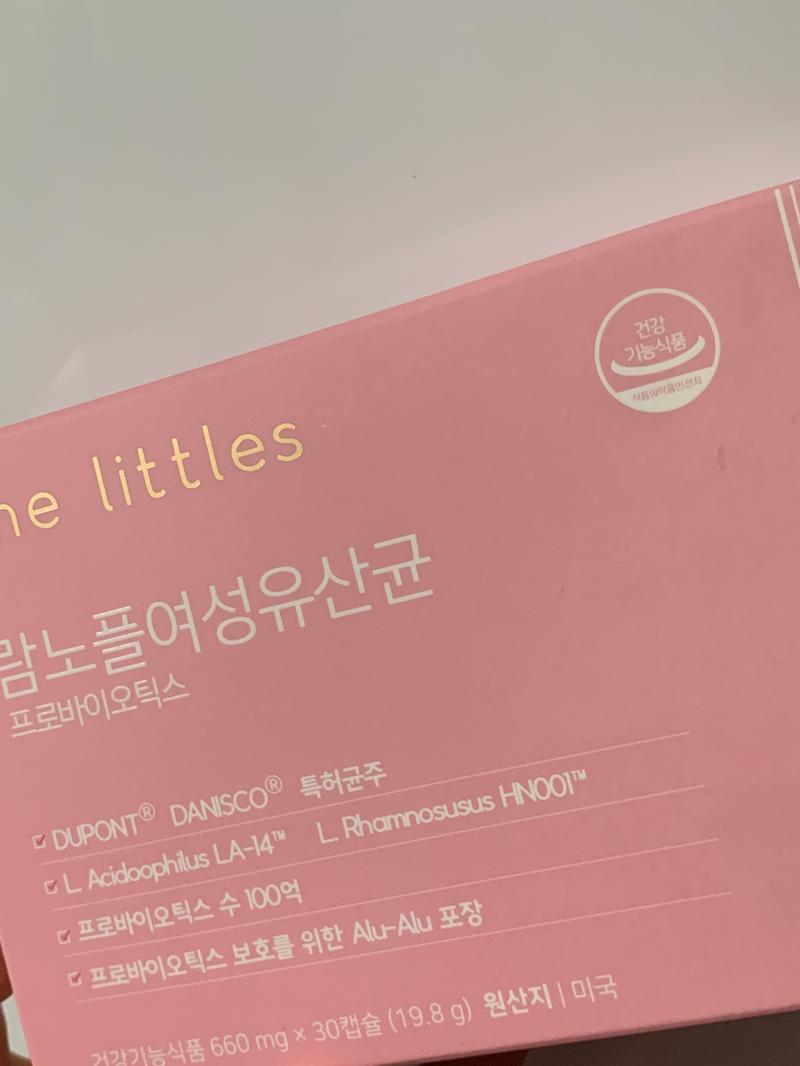 건강
기능식품
식품의약품안전처
he littles
람노플여성유산균
프로바이오틱스
DUPONT® DANISCO® 특허균주
L. Acidoophilus LA-14™ L. Rhamnosusus HN001™
프로바이오틱스 수 100억
프로바이오틱스 보호를 위한 Alu-Alu 포장
건강기능식품 660 mg × 30캡슐 (19.8 g) 원산지 | 미국